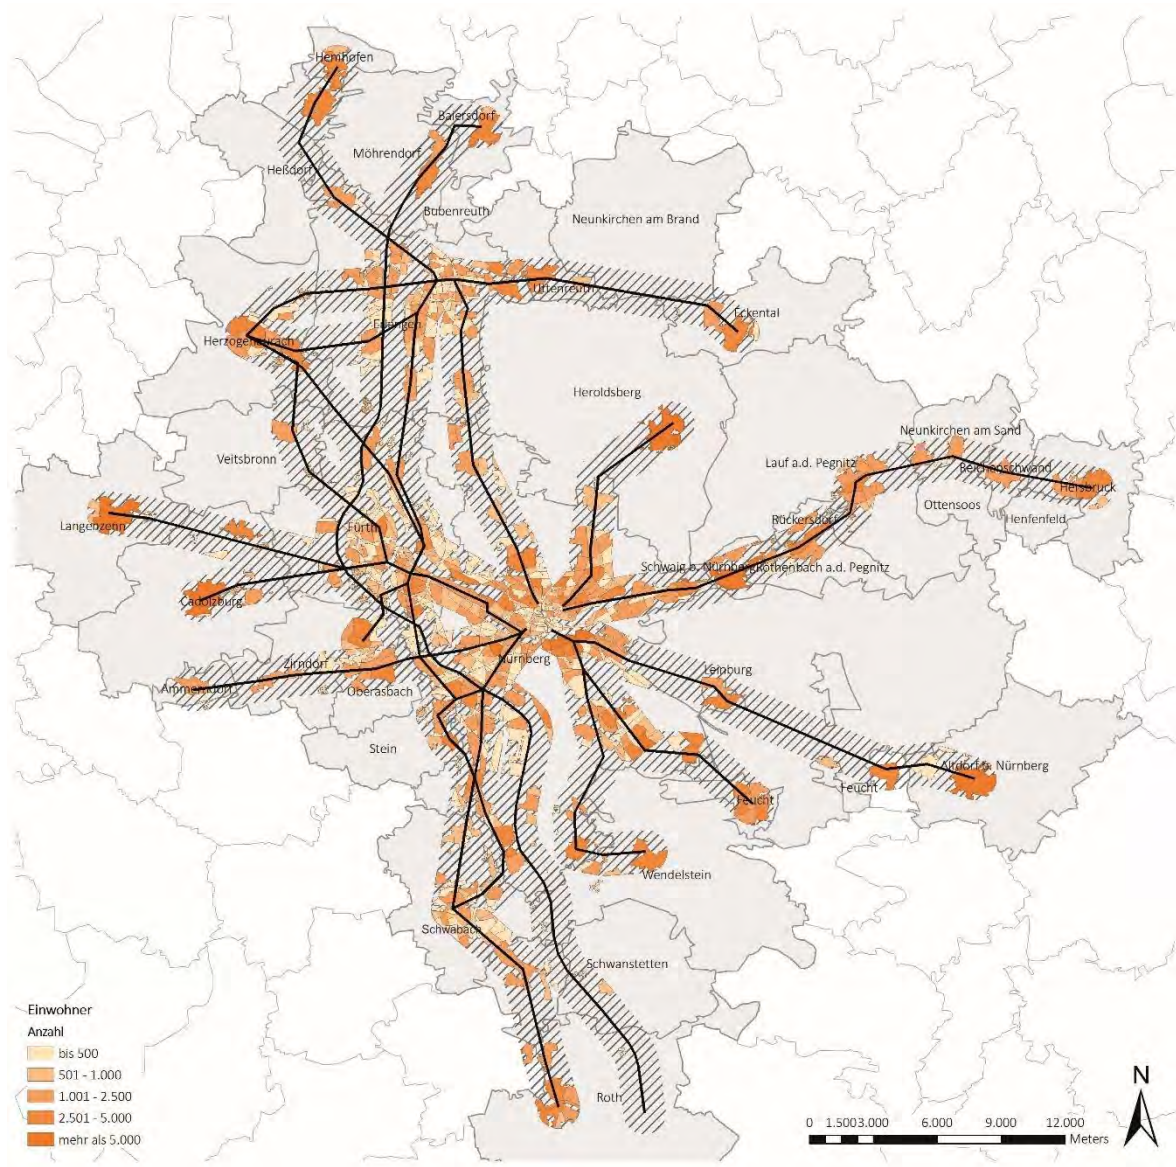 Hemhofen
Baiersdorf
Möhrendorf
Heßdorf
Bubenreuth
Neunkirchen am Brand
Uttenreuth
Eckental
Erlangen
Herzogenaurach
Heroldsberg
Neunkirchen am Sand
Veitsbronn
Lauf a.d. Pegnitz
Reichenschwand
Hersbruck
Ottensoos
Henfenfeld
Langenzenn
Fürth
Rückersdorf
Schwaig b. Nürnberg
Röthenbach a.d. Pegnitz
Cadolzburg
Zirndorf
Nürnberg
Leinburg
Ammerndorf
Oberasbach
Stein
Altdorf b. Nürnberg
Feucht
Feucht
Wendelstein
Schwabach
Schwanstetten
Roth
Einwohner
Anzahl
bis 500
501 - 1.000
1.001 - 2.500
2.501 - 5.000
mehr als 5.000
N
0 1.500 3.000 6.000 9.000 12.000
Meters